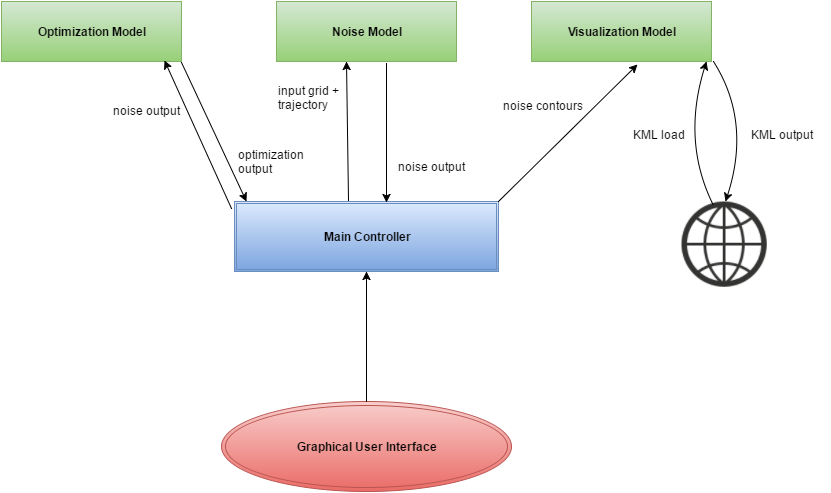 Optimization Model
Noise Model
Visualization Model
noise output
input grid +
trajectory
noise contours
KML load
KML output
optimization
output
noise output
Main Controller
Graphical User Interface